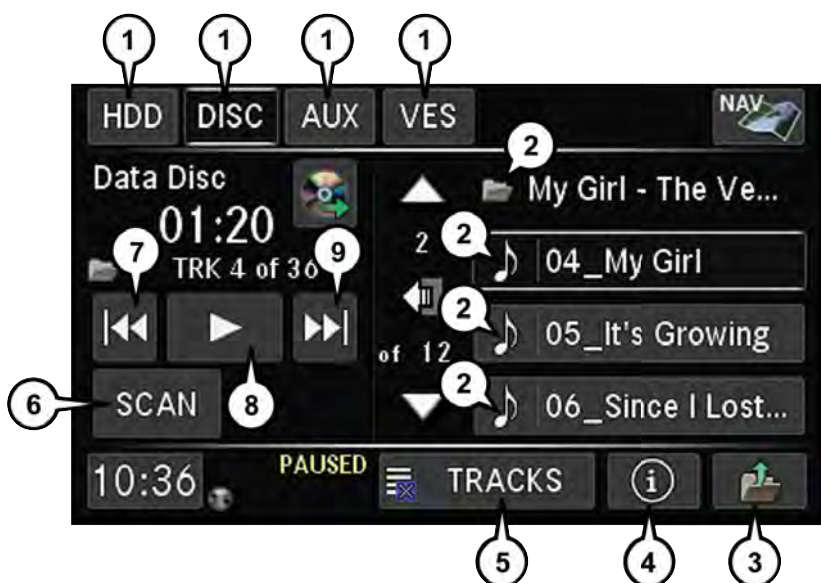 1 1 1 1
HDD DISC AUX VES NAV
2
Data Disc My Girl - The Ve...
01:20
7 TRK 4 of 36 9
2 2 04_My Girl
2 05_It's Growing
of 12
2
6 SCAN 8 06_Since I Lost...
10:36 PAUSED TRACKS i
5 4 3